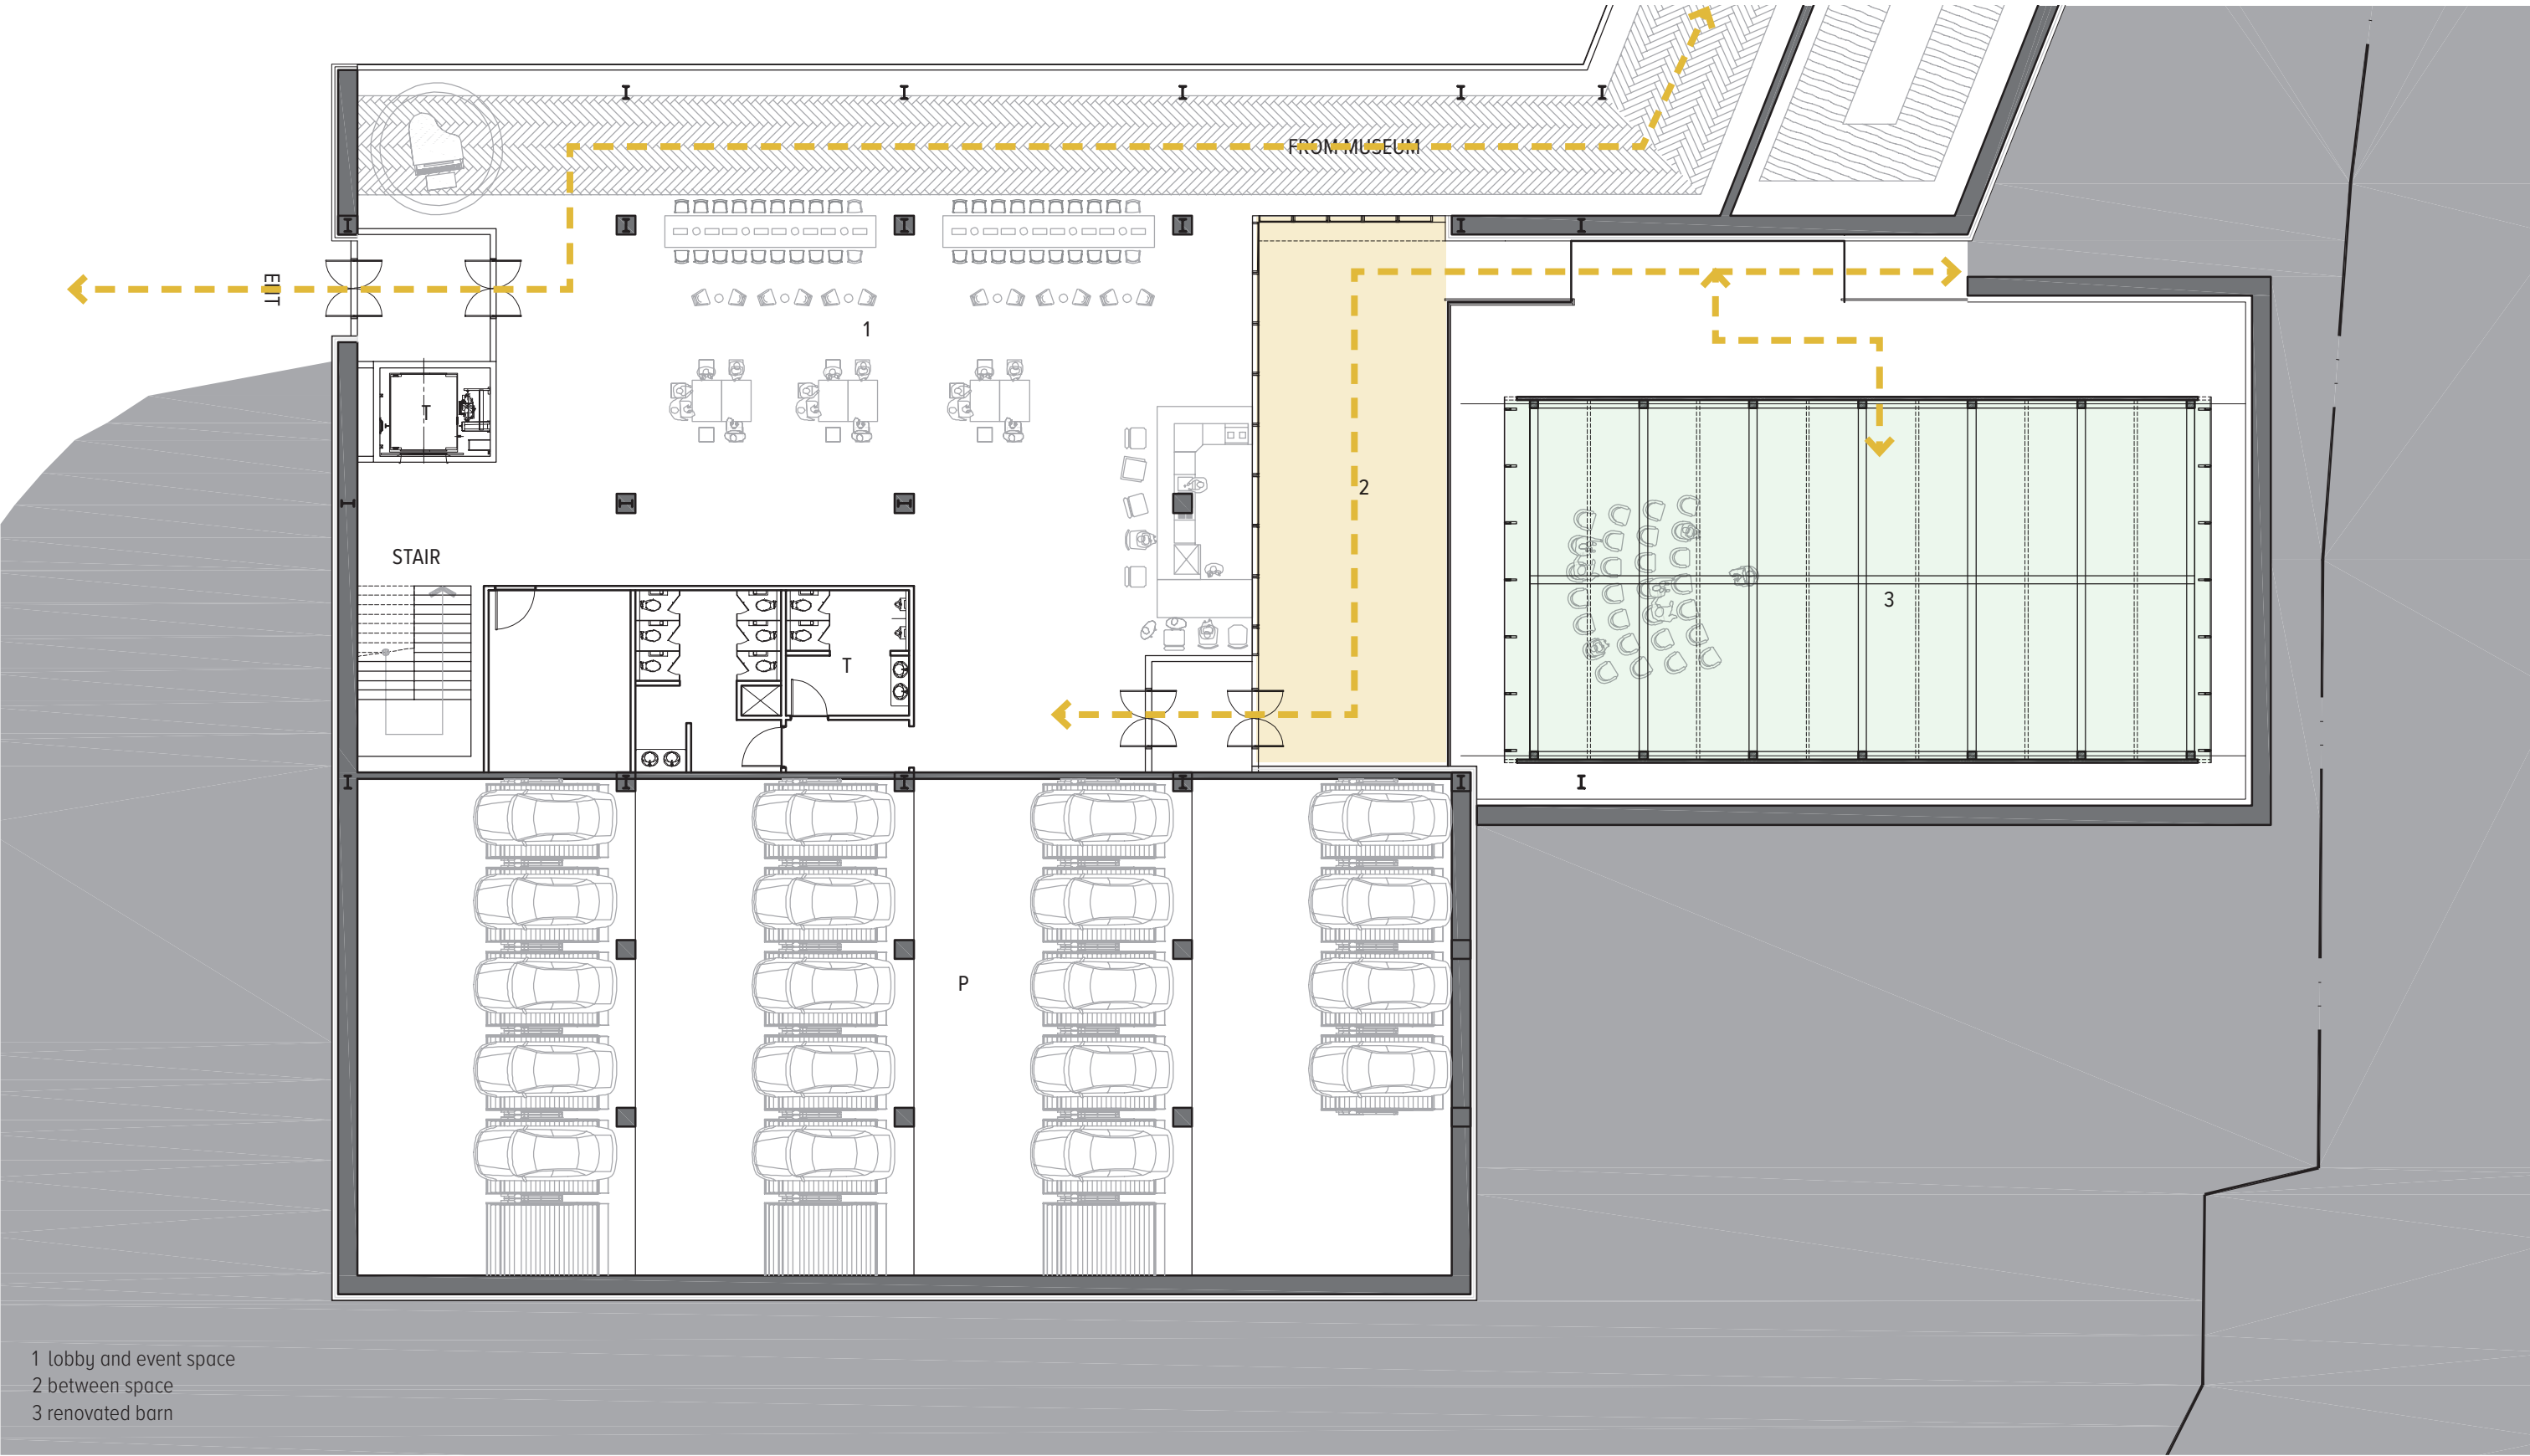 FROM MUSEUM
EXIT
1
T
2
STAIR
3
T
P
1 lobby and event space
2 between space
3 renovated barn